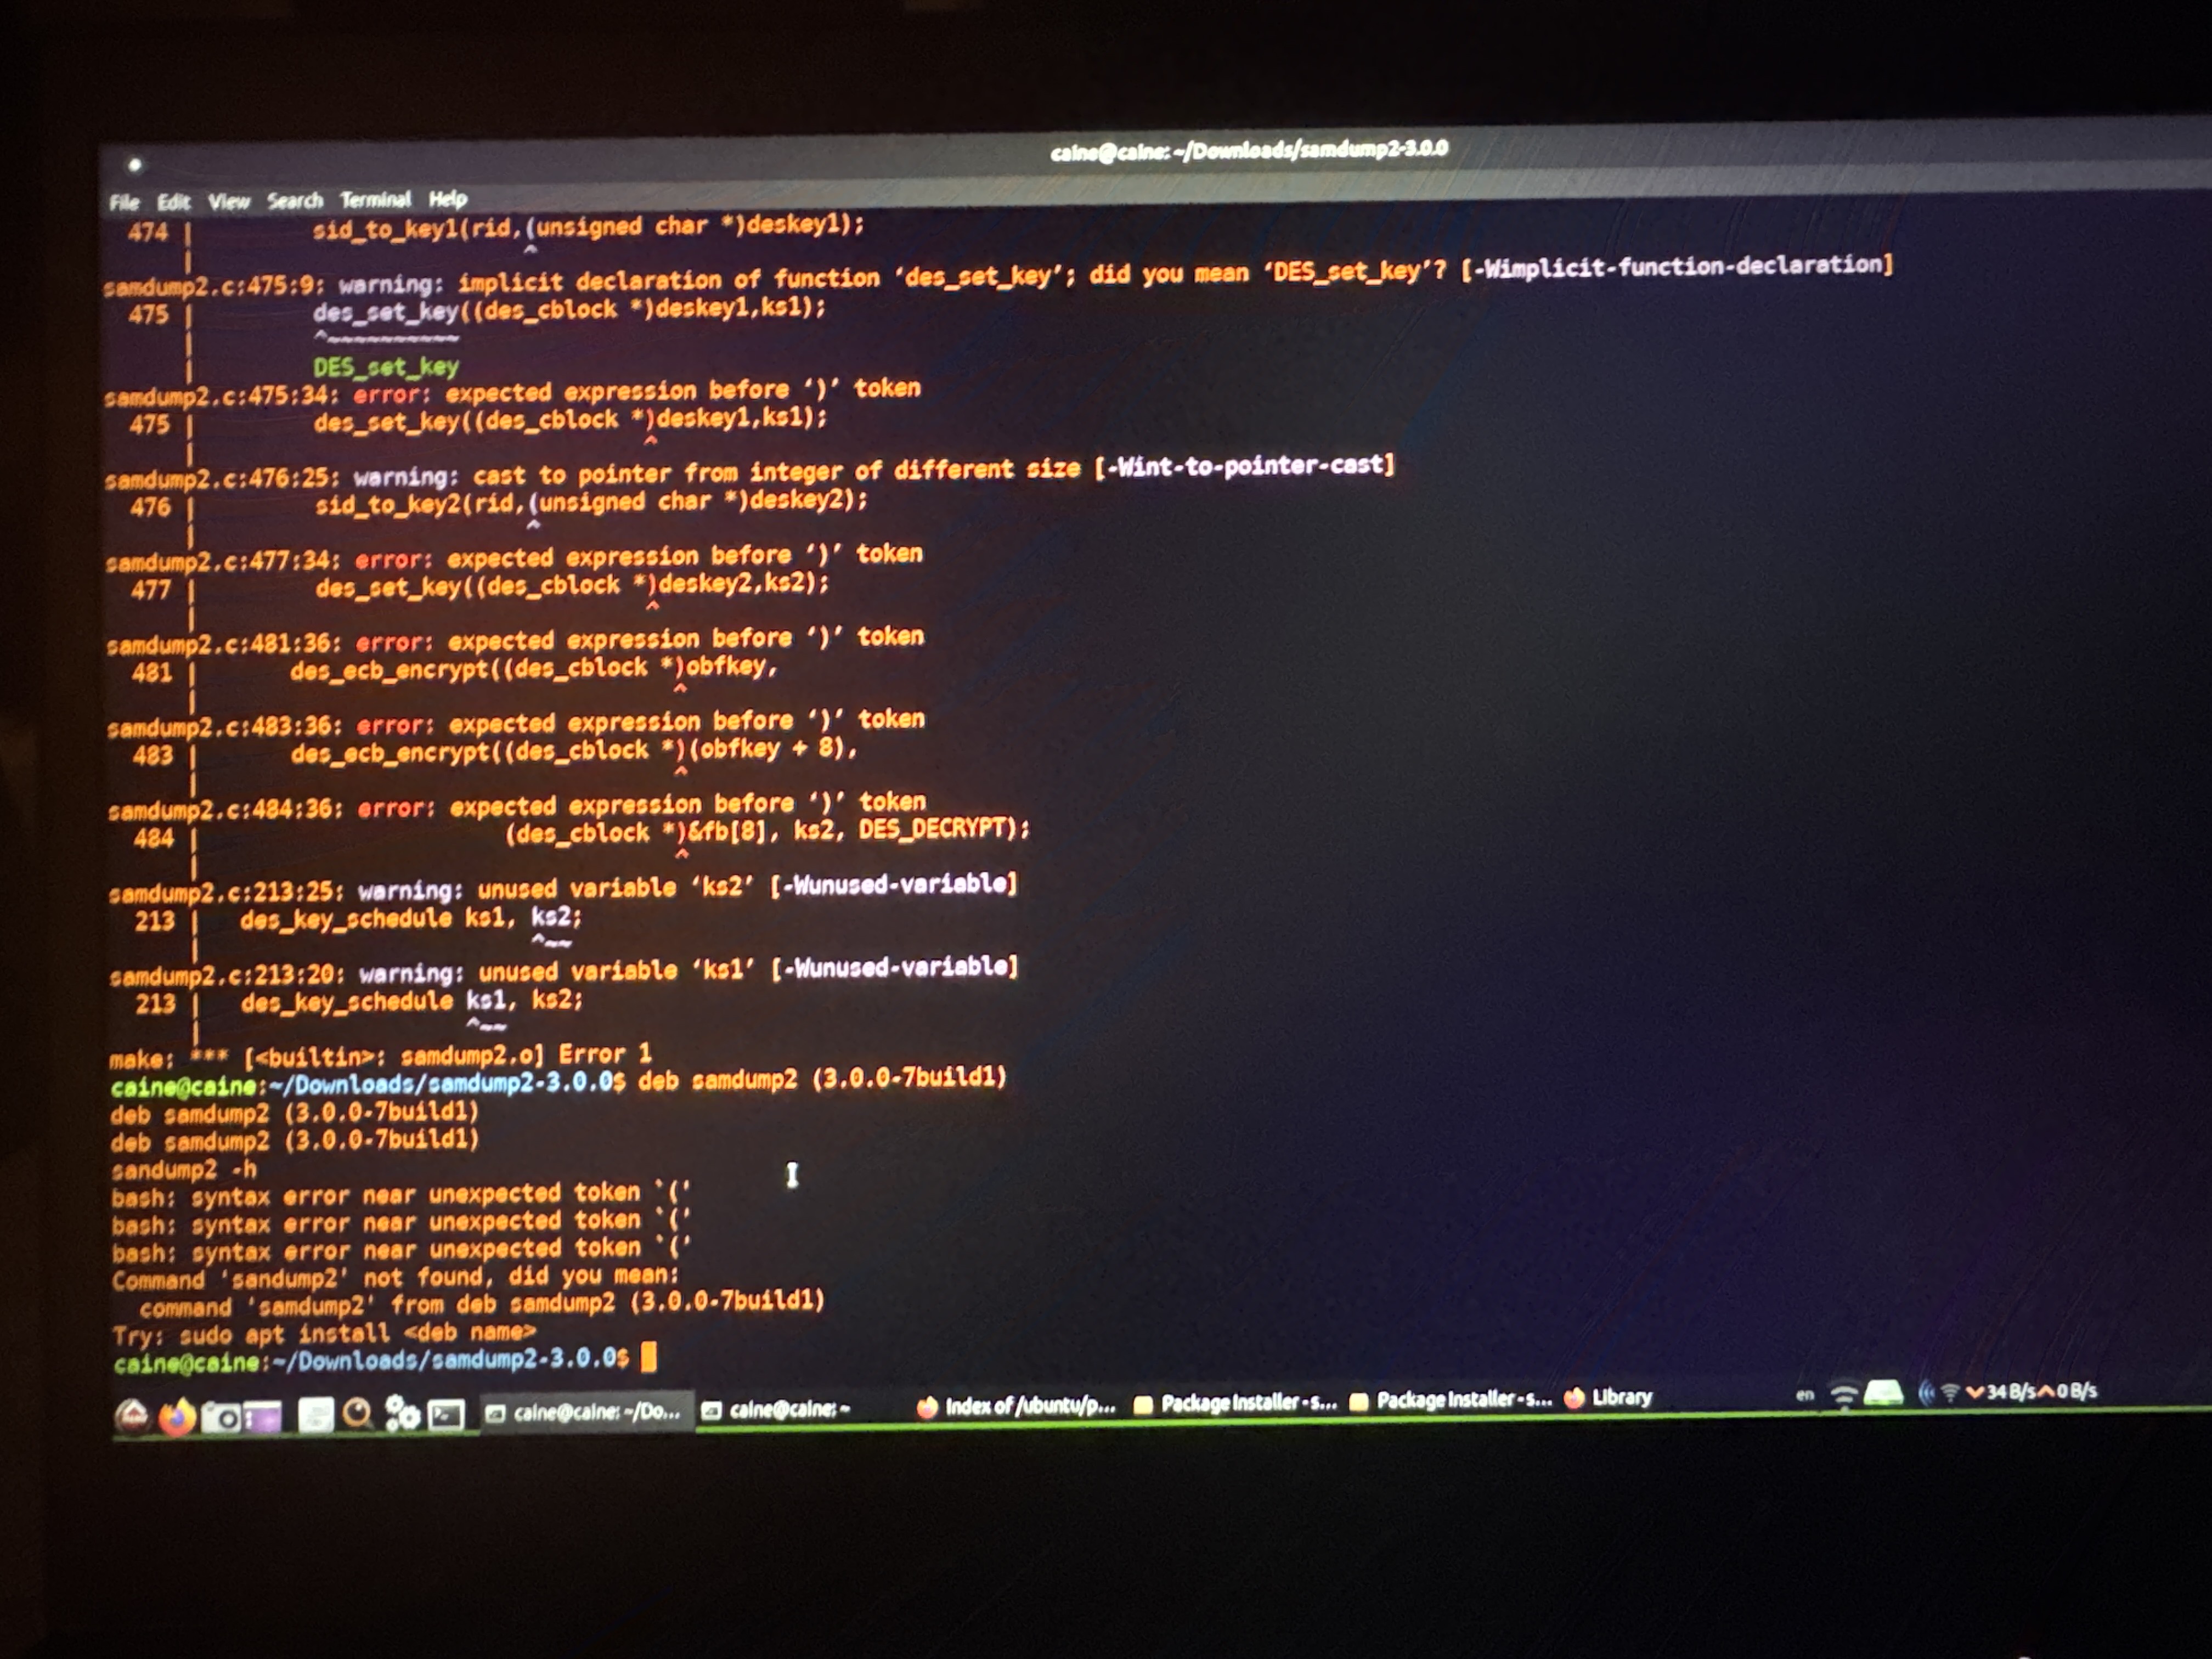 caine@caine: ~/Downloads/samdump2-3.0.0
File Edit View Search Terminal Help
474 | sid_to_key1(rid,(unsigned char *)deskey1);
| ^
samdump2.c:475:9: warning: implicit declaration of function ‘des_set_key’; did you mean ‘DES_set_key’? [-Wimplicit-function-declaration]
475 | des_set_key((des_cblock *)deskey1,ks1);
| ^~~~~~~~~~~
| DES_set_key
samdump2.c:475:34: error: expected expression before ‘)’ token
475 | des_set_key((des_cblock *)deskey1,ks1);
| ^
samdump2.c:476:25: warning: cast to pointer from integer of different size [-Wint-to-pointer-cast]
476 | sid_to_key2(rid,(unsigned char *)deskey2);
| ^
samdump2.c:477:34: error: expected expression before ‘)’ token
477 | des_set_key((des_cblock *)deskey2,ks2);
| ^
samdump2.c:481:36: error: expected expression before ‘)’ token
481 | des_ecb_encrypt((des_cblock *)obfkey,
| ^
samdump2.c:483:36: error: expected expression before ‘)’ token
483 | des_ecb_encrypt((des_cblock *)(obfkey + 8),
| ^
samdump2.c:484:36: error: expected expression before ‘)’ token
484 | (des_cblock *)&fb[8], ks2, DES_DECRYPT);
| ^
samdump2.c:213:25: warning: unused variable ‘ks2’ [-Wunused-variable]
213 | des_key_schedule ks1, ks2;
| ^~~
samdump2.c:213:20: warning: unused variable ‘ks1’ [-Wunused-variable]
213 | des_key_schedule ks1, ks2;
| ^~~
make: *** [<builtin>: samdump2.o] Error 1
caine@caine:~/Downloads/samdump2-3.0.0$ deb samdump2 (3.0.0-7build1)
deb samdump2 (3.0.0-7build1)
deb samdump2 (3.0.0-7build1)
sandump2 -h
bash: syntax error near unexpected token `('
bash: syntax error near unexpected token `('
bash: syntax error near unexpected token `('
Command 'sandump2' not found, did you mean:
command 'samdump2' from deb samdump2 (3.0.0-7build1)
Try: sudo apt install <deb name>
caine@caine:~/Downloads/samdump2-3.0.0$
caine@caine: ~/Do... caine@caine: ~ Index of /ubuntu/p... Package Installer - s... Package Installer - s... Library en 34 B/s 0 B/s